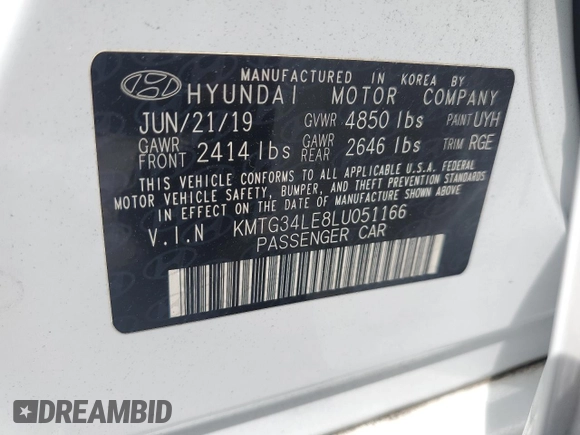 MANUFACTURED IN KOREA BY
HYUNDAI MOTOR COMPANY
JUN/21/19 GVWR 4850 lbs PAINT UYH
GAWR FRONT 2414 lbs GAWR REAR 2646 lbs TRIM RGE
THIS VEHICLE CONFORMS TO ALL APPLICABLE U.S.A. FEDERAL
MOTOR VEHICLE SAFETY, BUMPER, AND THEFT PREVENTION STANDARDS
IN EFFECT ON THE DATE OF MANUFACTURE SHOWN ABOVE.
V.I.N KMTG34LE8LU051166
PASSENGER CAR
DREAMBID